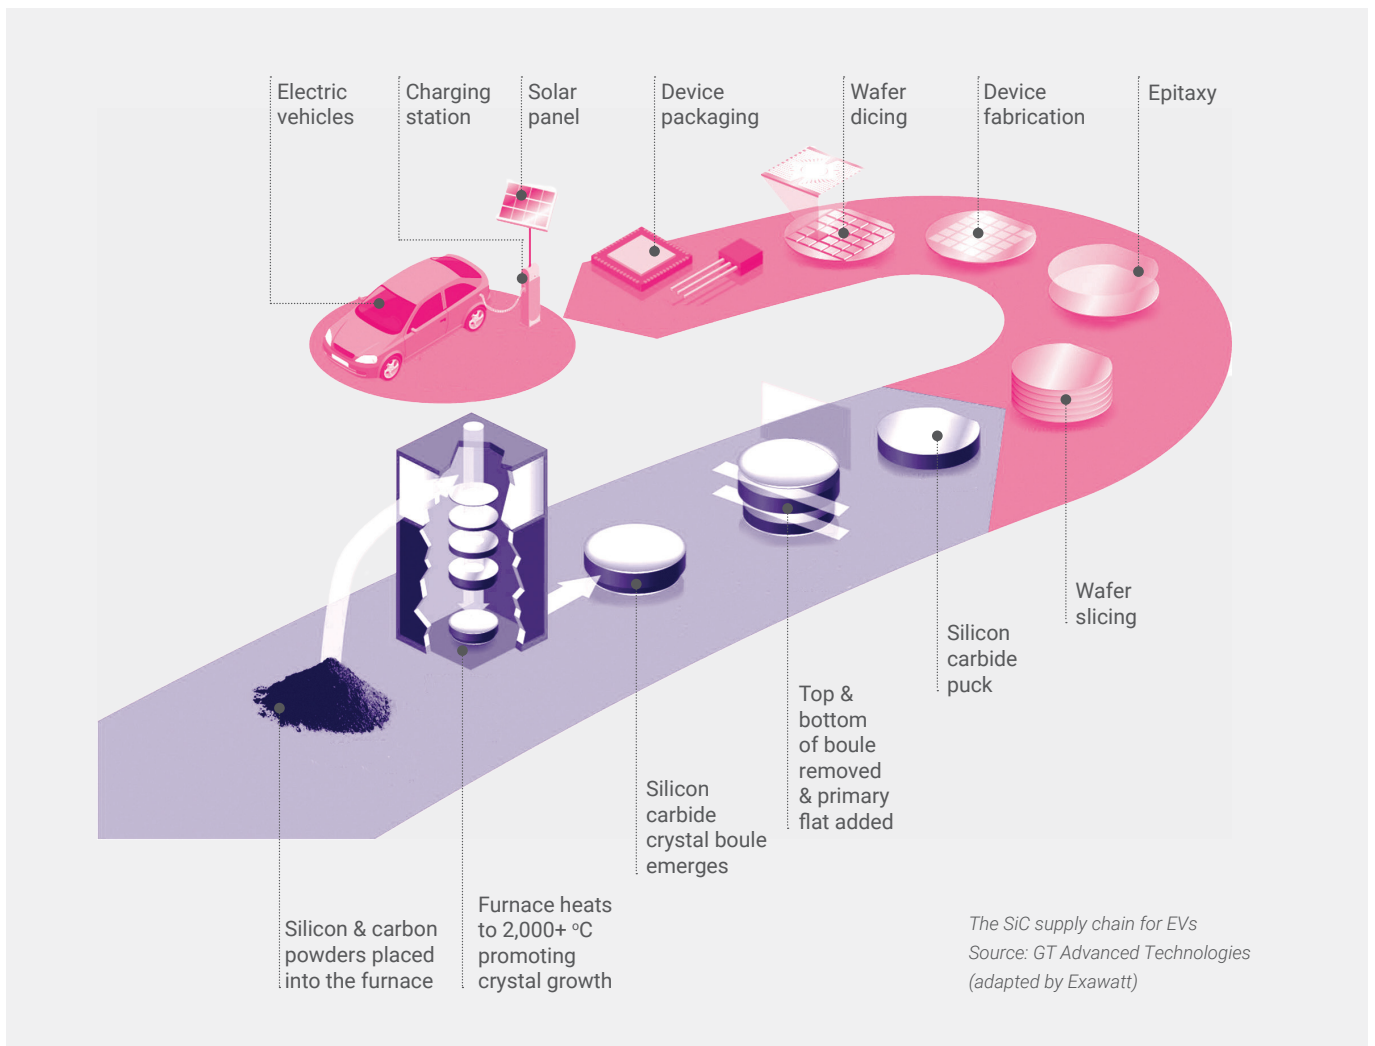 Electric
vehicles
Charging
station
Solar
panel
Device
packaging
Wafer
dicing
Device
fabrication
Epitaxy
Wafer
slicing
Silicon
carbide
puck
Top &
bottom
of boule
removed
& primary
flat added
Silicon
carbide
crystal boule
emerges
Furnace heats
to 2,000+ ºC
promoting
crystal growth
Silicon & carbon
powders placed
into the furnace
The SiC supply chain for EVs
Source: GT Advanced Technologies
(adapted by Exawatt)